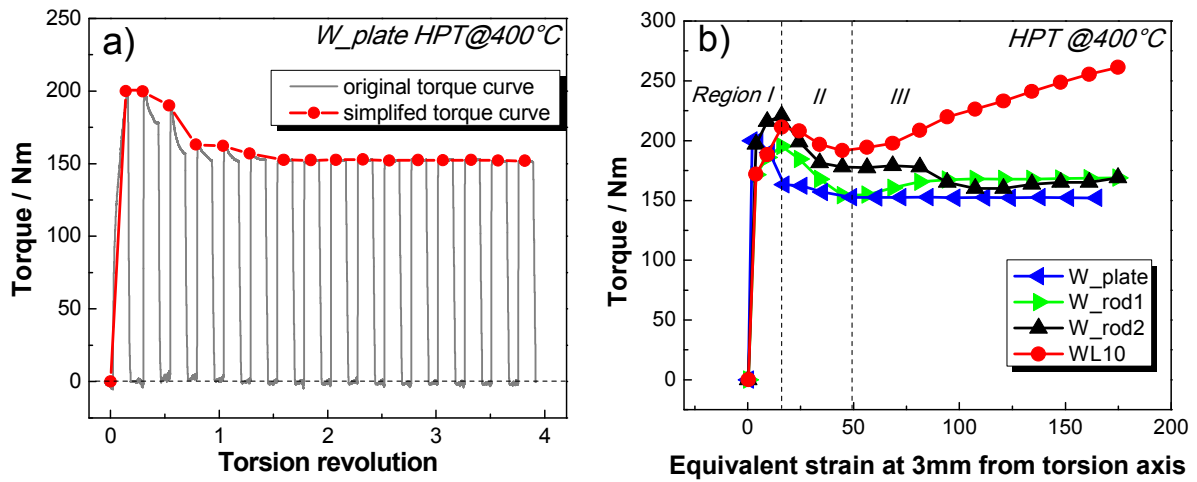 a)
W_plate HPT@400°C
original torque curve
simplifed torque curve
250
200
150
100
50
0
Torque / Nm
0 1 2 3 4
Torsion revolution
b)
HPT @400°C
Region I II III
300
250
200
150
100
50
0
Torque / Nm
W_plate
W_rod1
W_rod2
WL10
0 50 100 150 200
Equivalent strain at 3mm from torsion axis